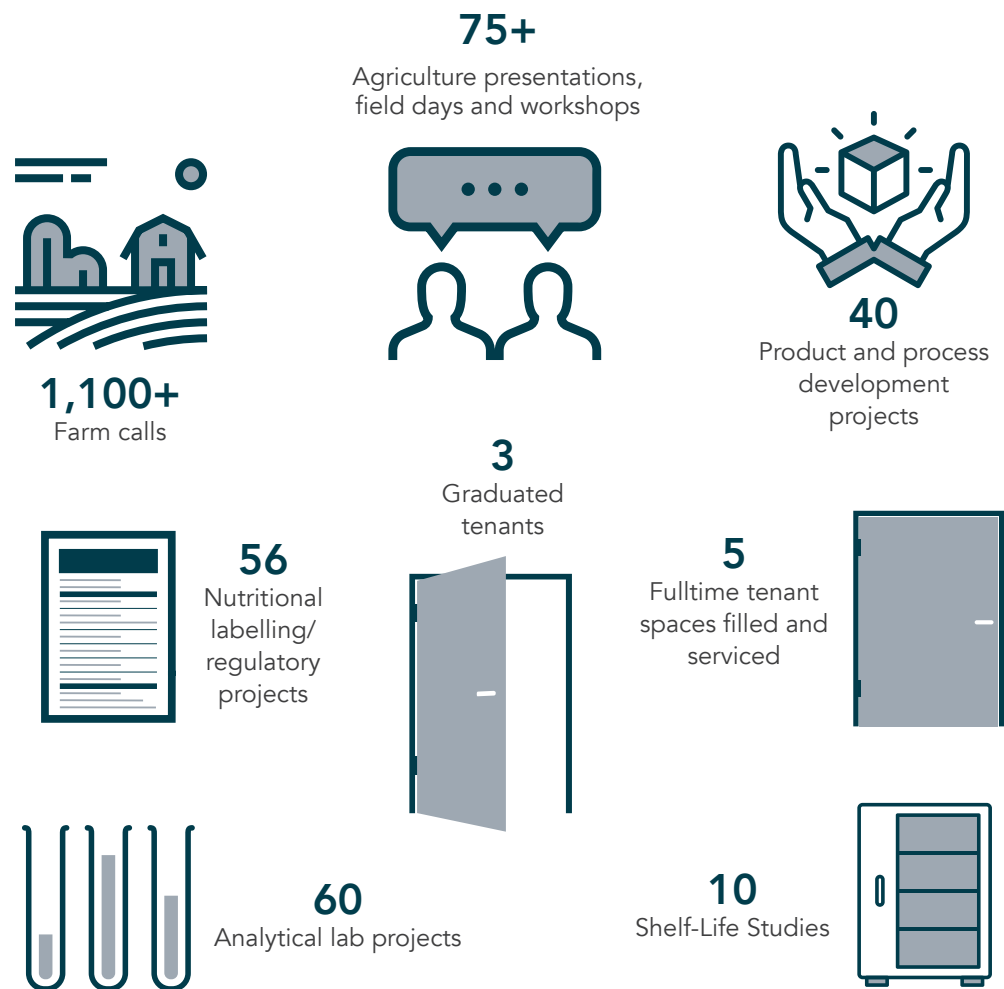 75+
Agriculture presentations,
field days and workshops
1,100+
Farm calls
40
Product and process
development
projects
3
Graduated
tenants
56
Nutritional
labelling/
regulatory
projects
5
Fulltime tenant
spaces filled and
serviced
60
Analytical lab projects
10
Shelf-Life Studies